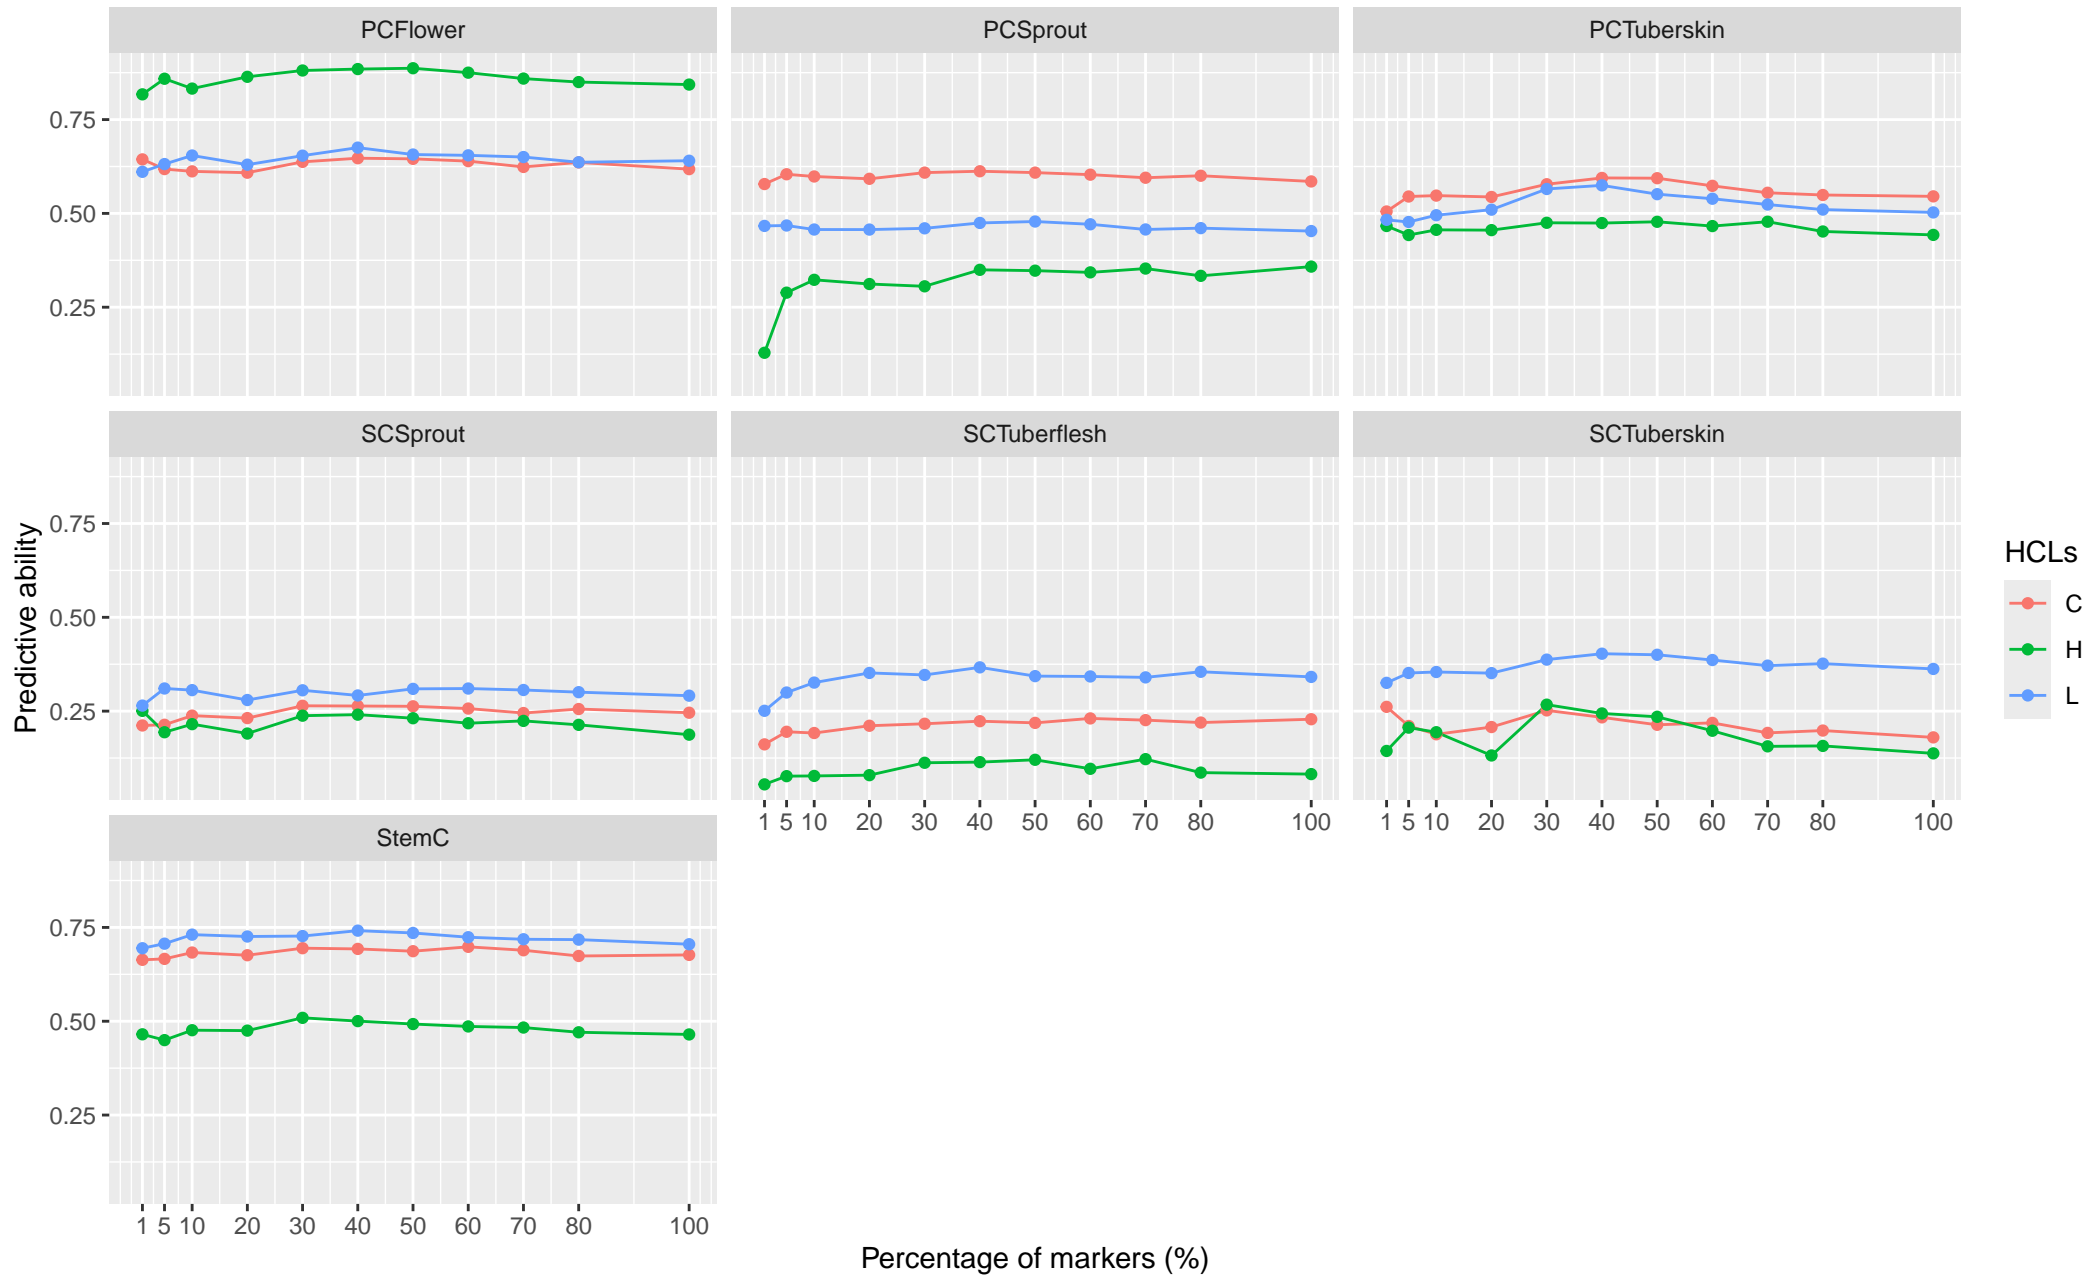 PCFlower PCSprout PCTuberskin
0.75
0.50
0.25
SCSprout SCTuberflesh SCTuberskin
0.75
0.50
0.25
1 5 10 20 30 40 50 60 70 80 100
1 5 10 20 30 40 50 60 70 80 100
StemC
0.75
0.50
0.25
1 5 10 20 30 40 50 60 70 80 100
Percentage of markers (%)
Predictive ability
HCLs
C
H
L